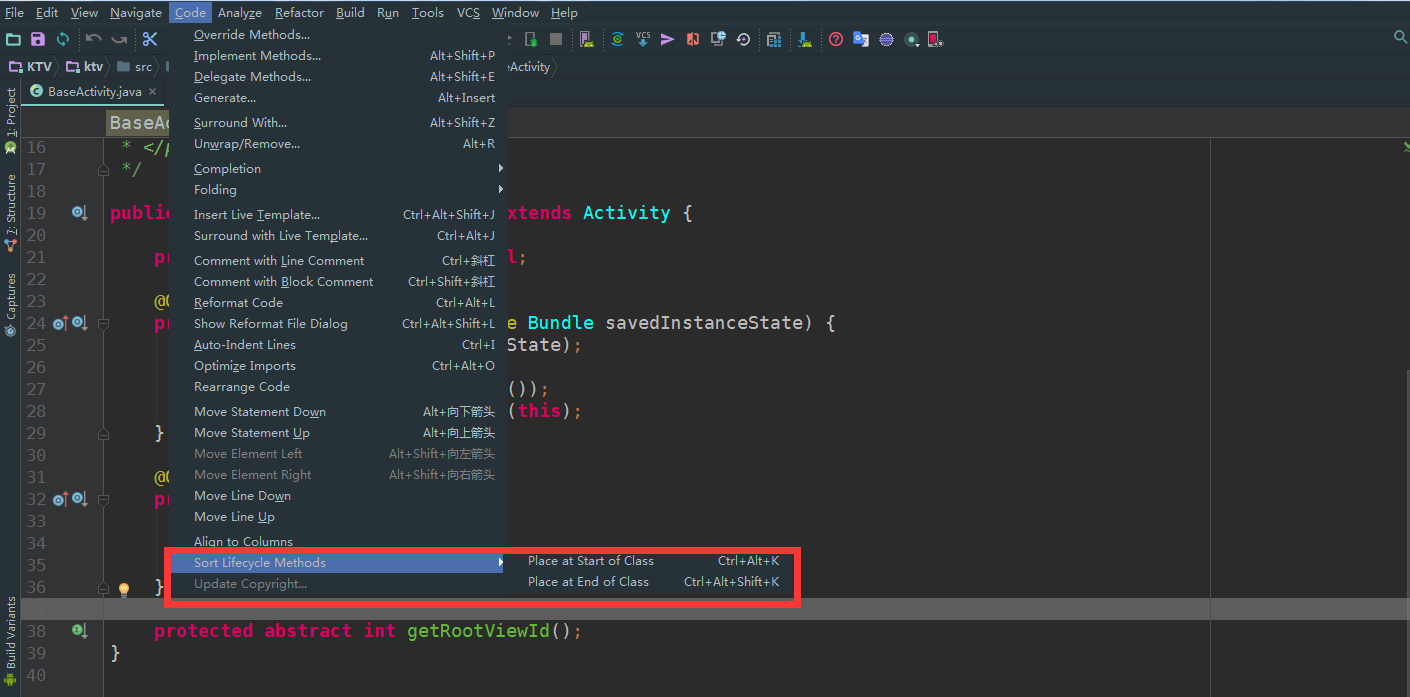 File Edit View Navigate Code Analyze Refactor Build Run Tools VCS Window Help
VCS
KTV ktv src
Activity
BaseActivity.java
1: Project
7: Structure
Captures
Build Variants
BaseAc
Override Methods...
Implement Methods... Alt+Shift+P
Delegate Methods... Alt+Shift+E
Generate... Alt+Insert
Surround With... Alt+Shift+Z
Unwrap/Remove... Alt+R
Completion
Folding
Insert Live Template... Ctrl+Alt+Shift+J
Surround with Live Template... Ctrl+Alt+J
Comment with Line Comment Ctrl+斜杠
Comment with Block Comment Ctrl+Shift+斜杠
Reformat Code Ctrl+Alt+L
Show Reformat File Dialog Ctrl+Alt+Shift+L
Auto-Indent Lines Ctrl+I
Optimize Imports Ctrl+Alt+O
Rearrange Code
Move Statement Down Alt+向下箭头
Move Statement Up Alt+向上箭头
Move Element Left Alt+Shift+向左箭头
Move Element Right Alt+Shift+向右箭头
Move Line Down
Move Line Up
Align to Columns
Sort Lifecycle Methods
Update Copyright...
Place at Start of Class Ctrl+Alt+K
Place at End of Class Ctrl+Alt+Shift+K
16 * </p
17 */
18
19 public extends Activity {
20
21 pr l;
22
23 @O
24 pr e Bundle savedInstanceState) {
25 State);
26
27 ());
28 (this);
29 }
30
31 @O
32 pr
33
34
35
36 }
38 protected abstract int getRootViewId();
39 }
40